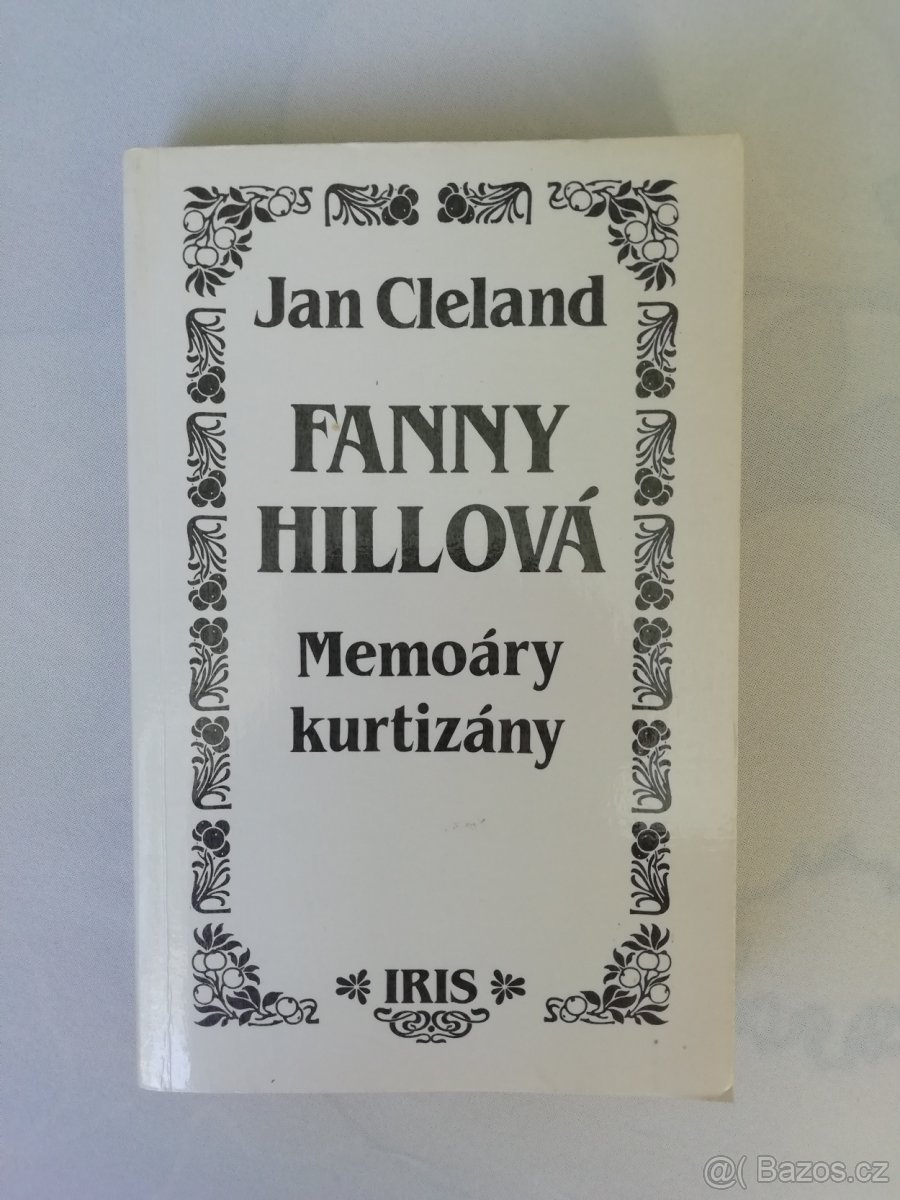 Jan Cleland
FANNY
HILLOVÁ
Memoáry
kurtizány
IRIS
@( Bazos.cz